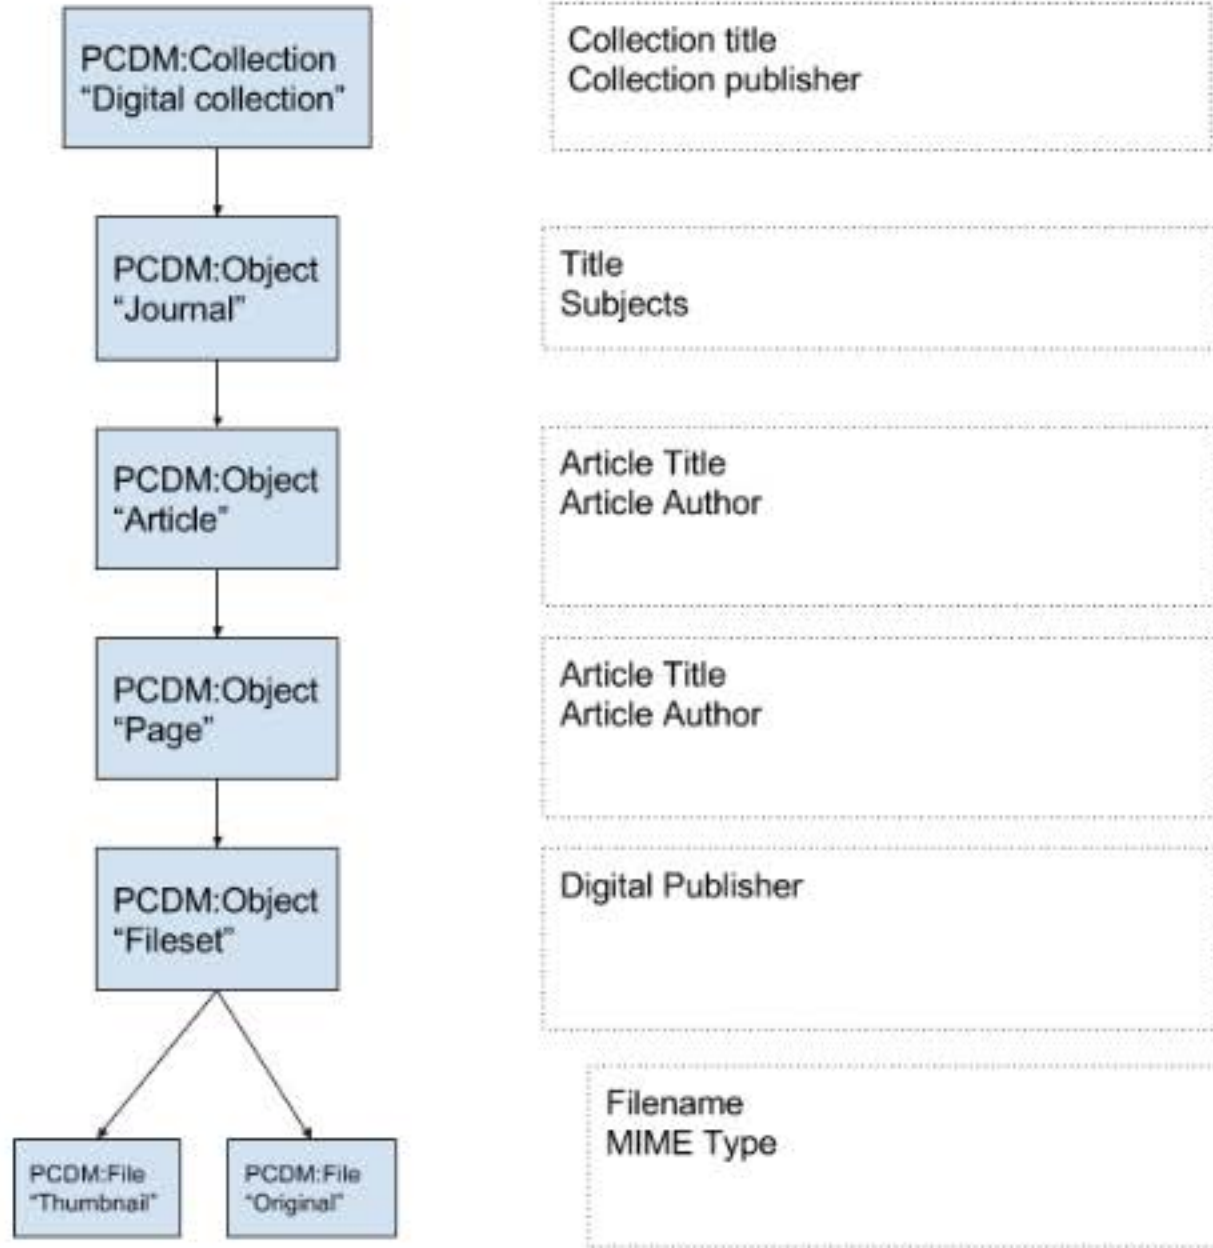 PCDM:Collection
“Digital collection”
Collection title
Collection publisher
PCDM:Object
“Journal”
Title
Subjects
PCDM:Object
“Article”
Article Title
Article Author
PCDM:Object
“Page”
Article Title
Article Author
PCDM:Object
“Fileset”
Digital Publisher
PCDM:File
“Thumbnail”
PCDM:File
“Original”
Filename
MIME Type